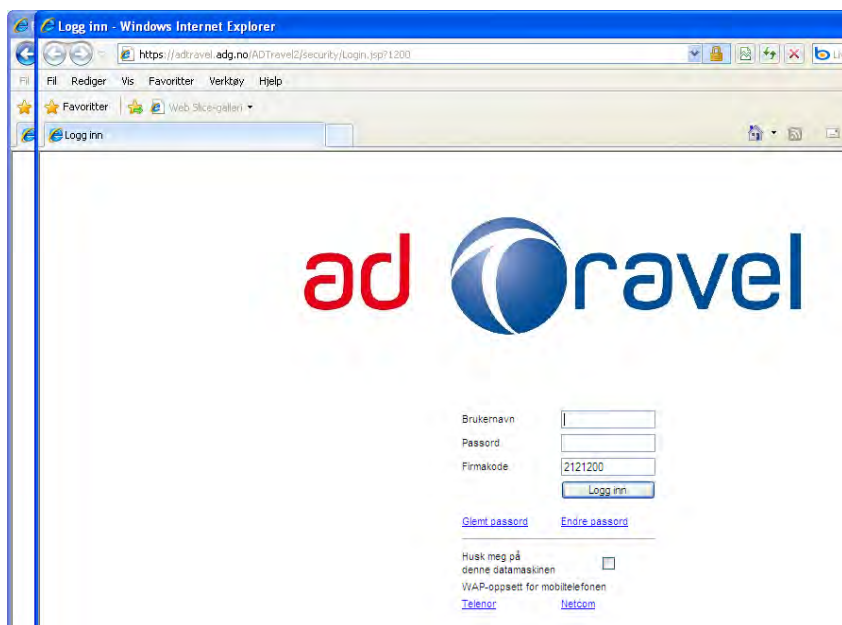 Logg inn - Windows Internet Explorer
https://adtravel.adg.no/ADTravel2/security/Login.jsp?1200
Fil Fil Rediger Vis Favoritter Verktøy Hjelp
Favoritter Web Slice-galleri
Logg inn
ad Travel
Brukernavn
Passord
Firmakode 2121200
Logg inn
Glemt passord Endre passord
Husk meg på
denne datamaskinen
WAP-oppsett for mobiltelefonen
Telenor Netcom